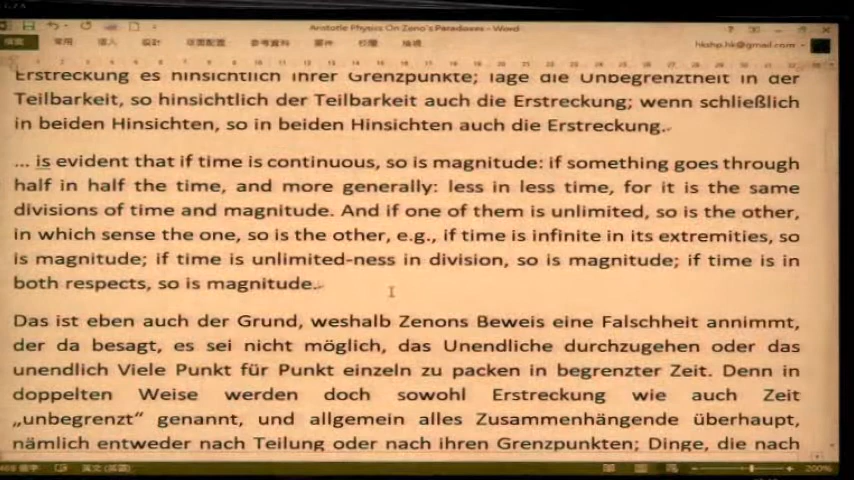 Aristotle Physics On Zeno's Paradoxes - Word
hkshp.hk@gmail.com
Erstreckung es hinsichtlich ihrer Grenzpunkte; läge die Unbegrenztheit in der
Teilbarkeit, so hinsichtlich der Teilbarkeit auch die Erstreckung; wenn schließlich
in beiden Hinsichten, so in beiden Hinsichten auch die Erstreckung.
... is evident that if time is continuous, so is magnitude: if something goes through
half in half the time, and more generally: less in less time, for it is the same
divisions of time and magnitude. And if one of them is unlimited, so is the other,
in which sense the one, so is the other, e.g., if time is infinite in its extremities, so
is magnitude; if time is unlimited-ness in division, so is magnitude; if time is in
both respects, so is magnitude.
Das ist eben auch der Grund, weshalb Zenons Beweis eine Falschheit annimmt,
der da besagt, es sei nicht möglich, das Unendliche durchzugehen oder das
unendlich Viele Punkt für Punkt einzeln zu packen in begrenzter Zeit. Denn in
doppelten Weise werden doch sowohl Erstreckung wie auch Zeit
„unbegrenzt“ genannt, und allgemein alles Zusammenhängende überhaupt,
nämlich entweder nach Teilung oder nach ihren Grenzpunkten; Dinge, die nach
200%